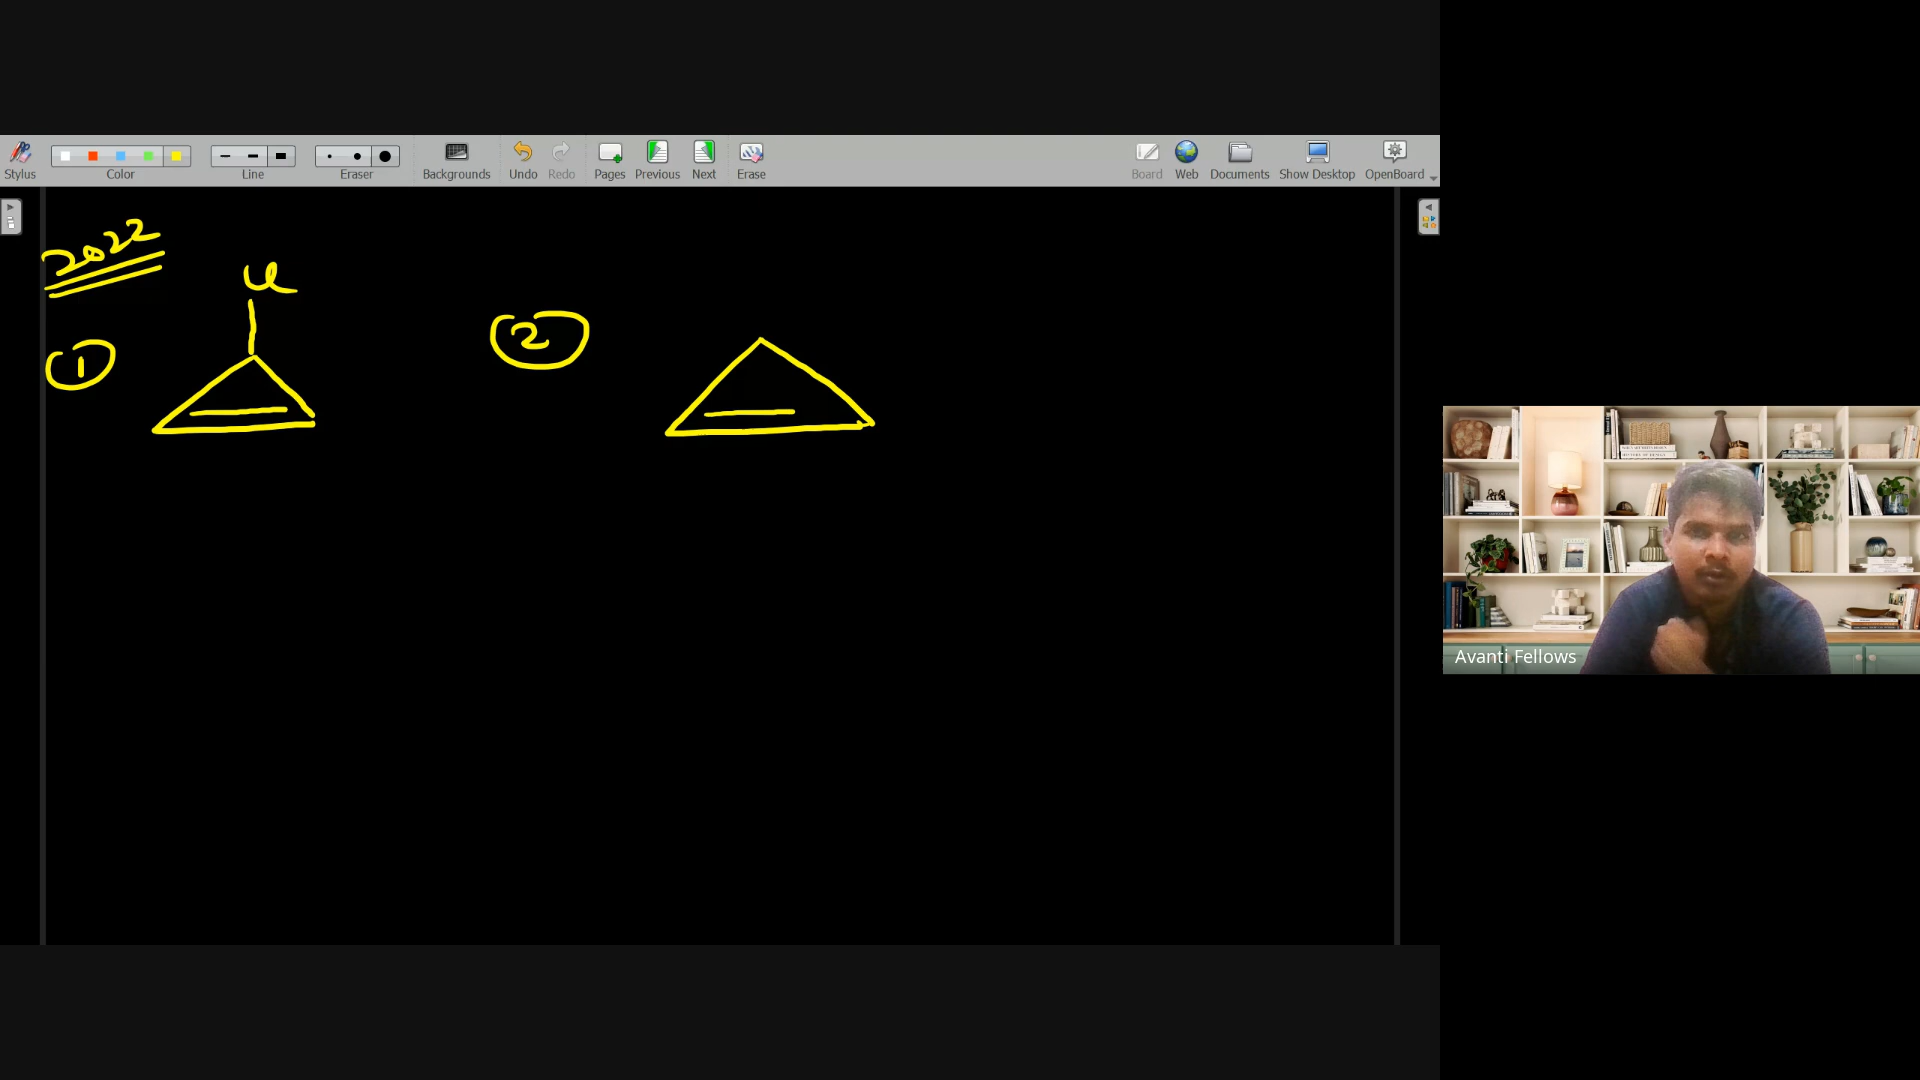 Stylus
Color
Line
Eraser
Backgrounds
Undo
Redo
Pages
Previous
Next
Erase
Board
Web
Documents
Show Desktop
OpenBoard
2022
Cl
1
2
Avanti Fellows